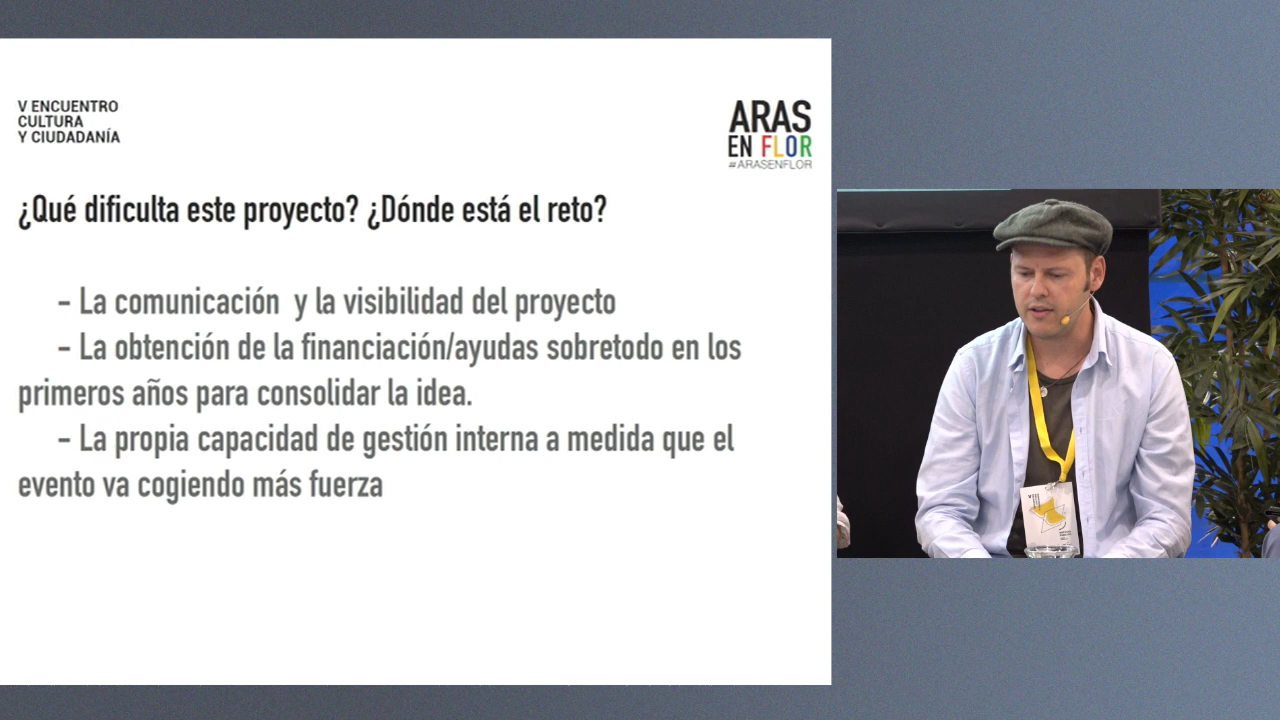 V ENCUENTRO
CULTURA
Y CIUDADANÍA
ARAS
EN FLOR
#ARASENFLOR
¿Qué dificulta este proyecto? ¿Dónde está el reto?
- La comunicación y la visibilidad del proyecto
- La obtención de la financiación/ayudas sobretodo en los
primeros años para consolidar la idea.
- La propia capacidad de gestión interna a medida que el
evento va cogiendo más fuerza